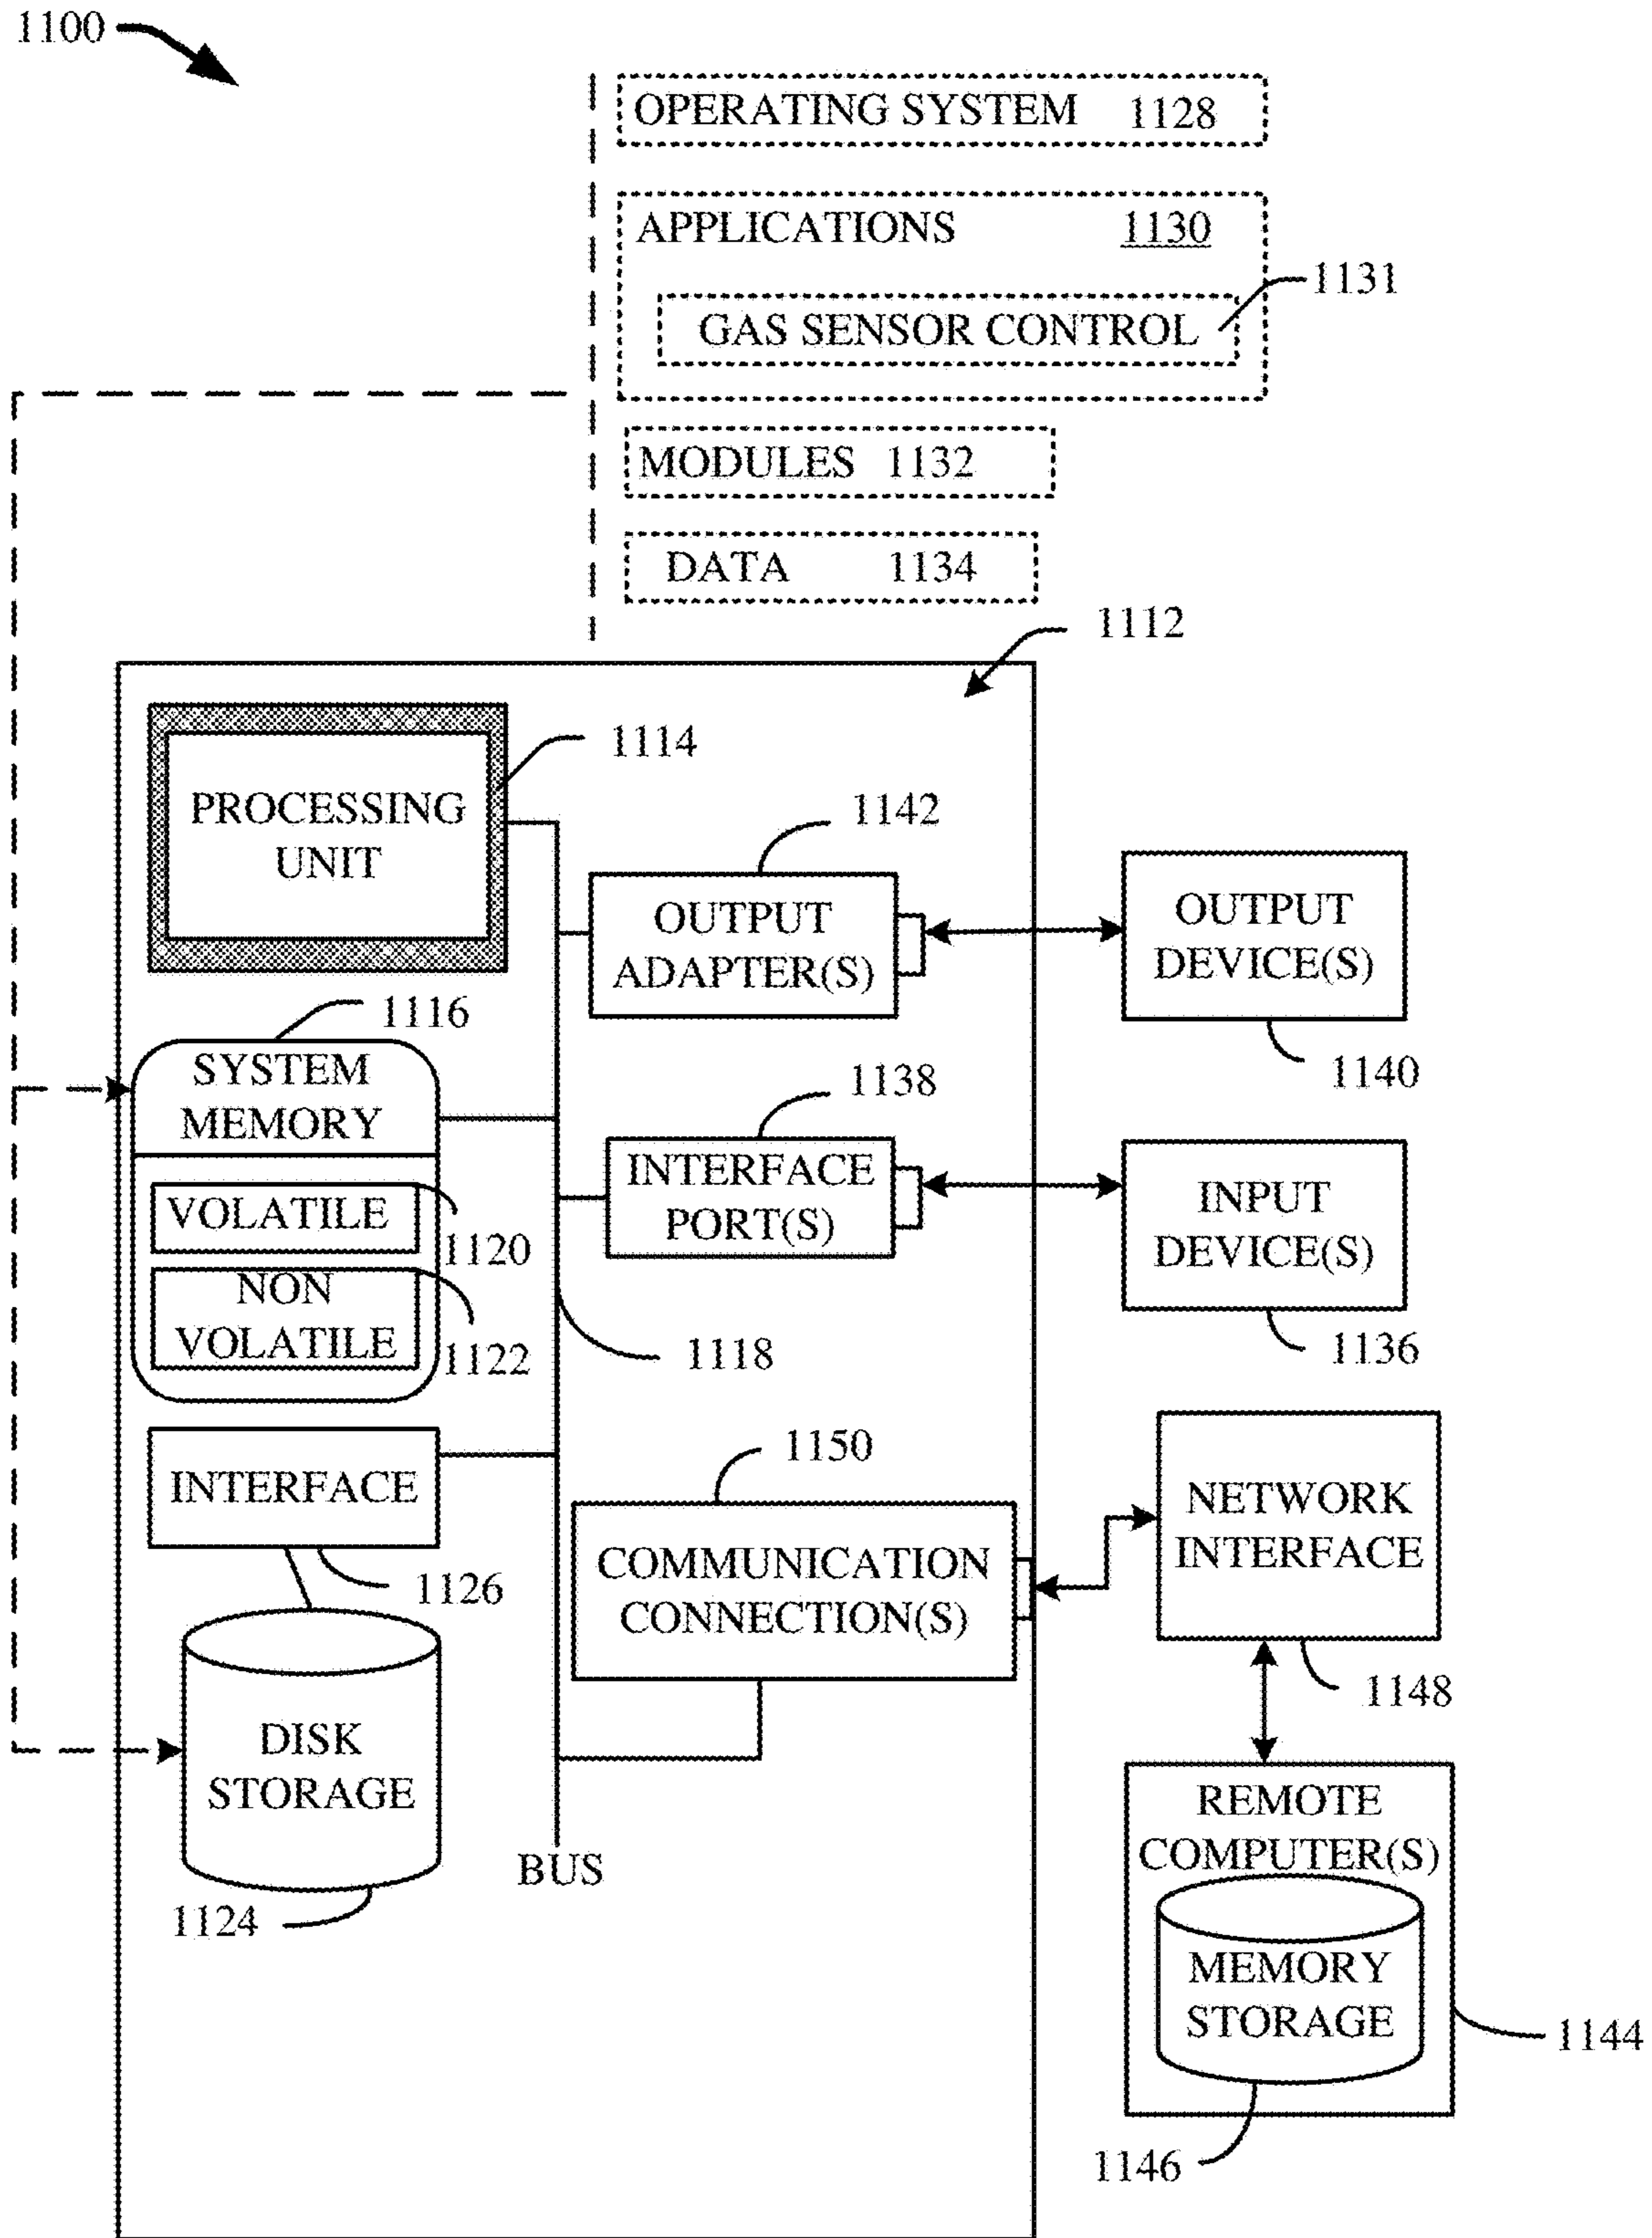 1100
OPERATING SYSTEM 1128
APPLICATIONS 1130
1131
GAS SENSOR CONTROL
MODULES 1132
DATA 1134
1112
1114
PROCESSING
UNIT
1142
OUTPUT
ADAPTER(S)
OUTPUT
DEVICE(S)
1140
1116
SYSTEM
MEMORY
VOLATILE
1120
NON
VOLATILE
1122
1138
INTERFACE
PORT(S)
INPUT
DEVICE(S)
1136
1118
INTERFACE
1126
1150
COMMUNICATION
CONNECTION(S)
NETWORK
INTERFACE
1148
DISK
STORAGE
1124
BUS
REMOTE
COMPUTER(S)
MEMORY
STORAGE
1144
1146